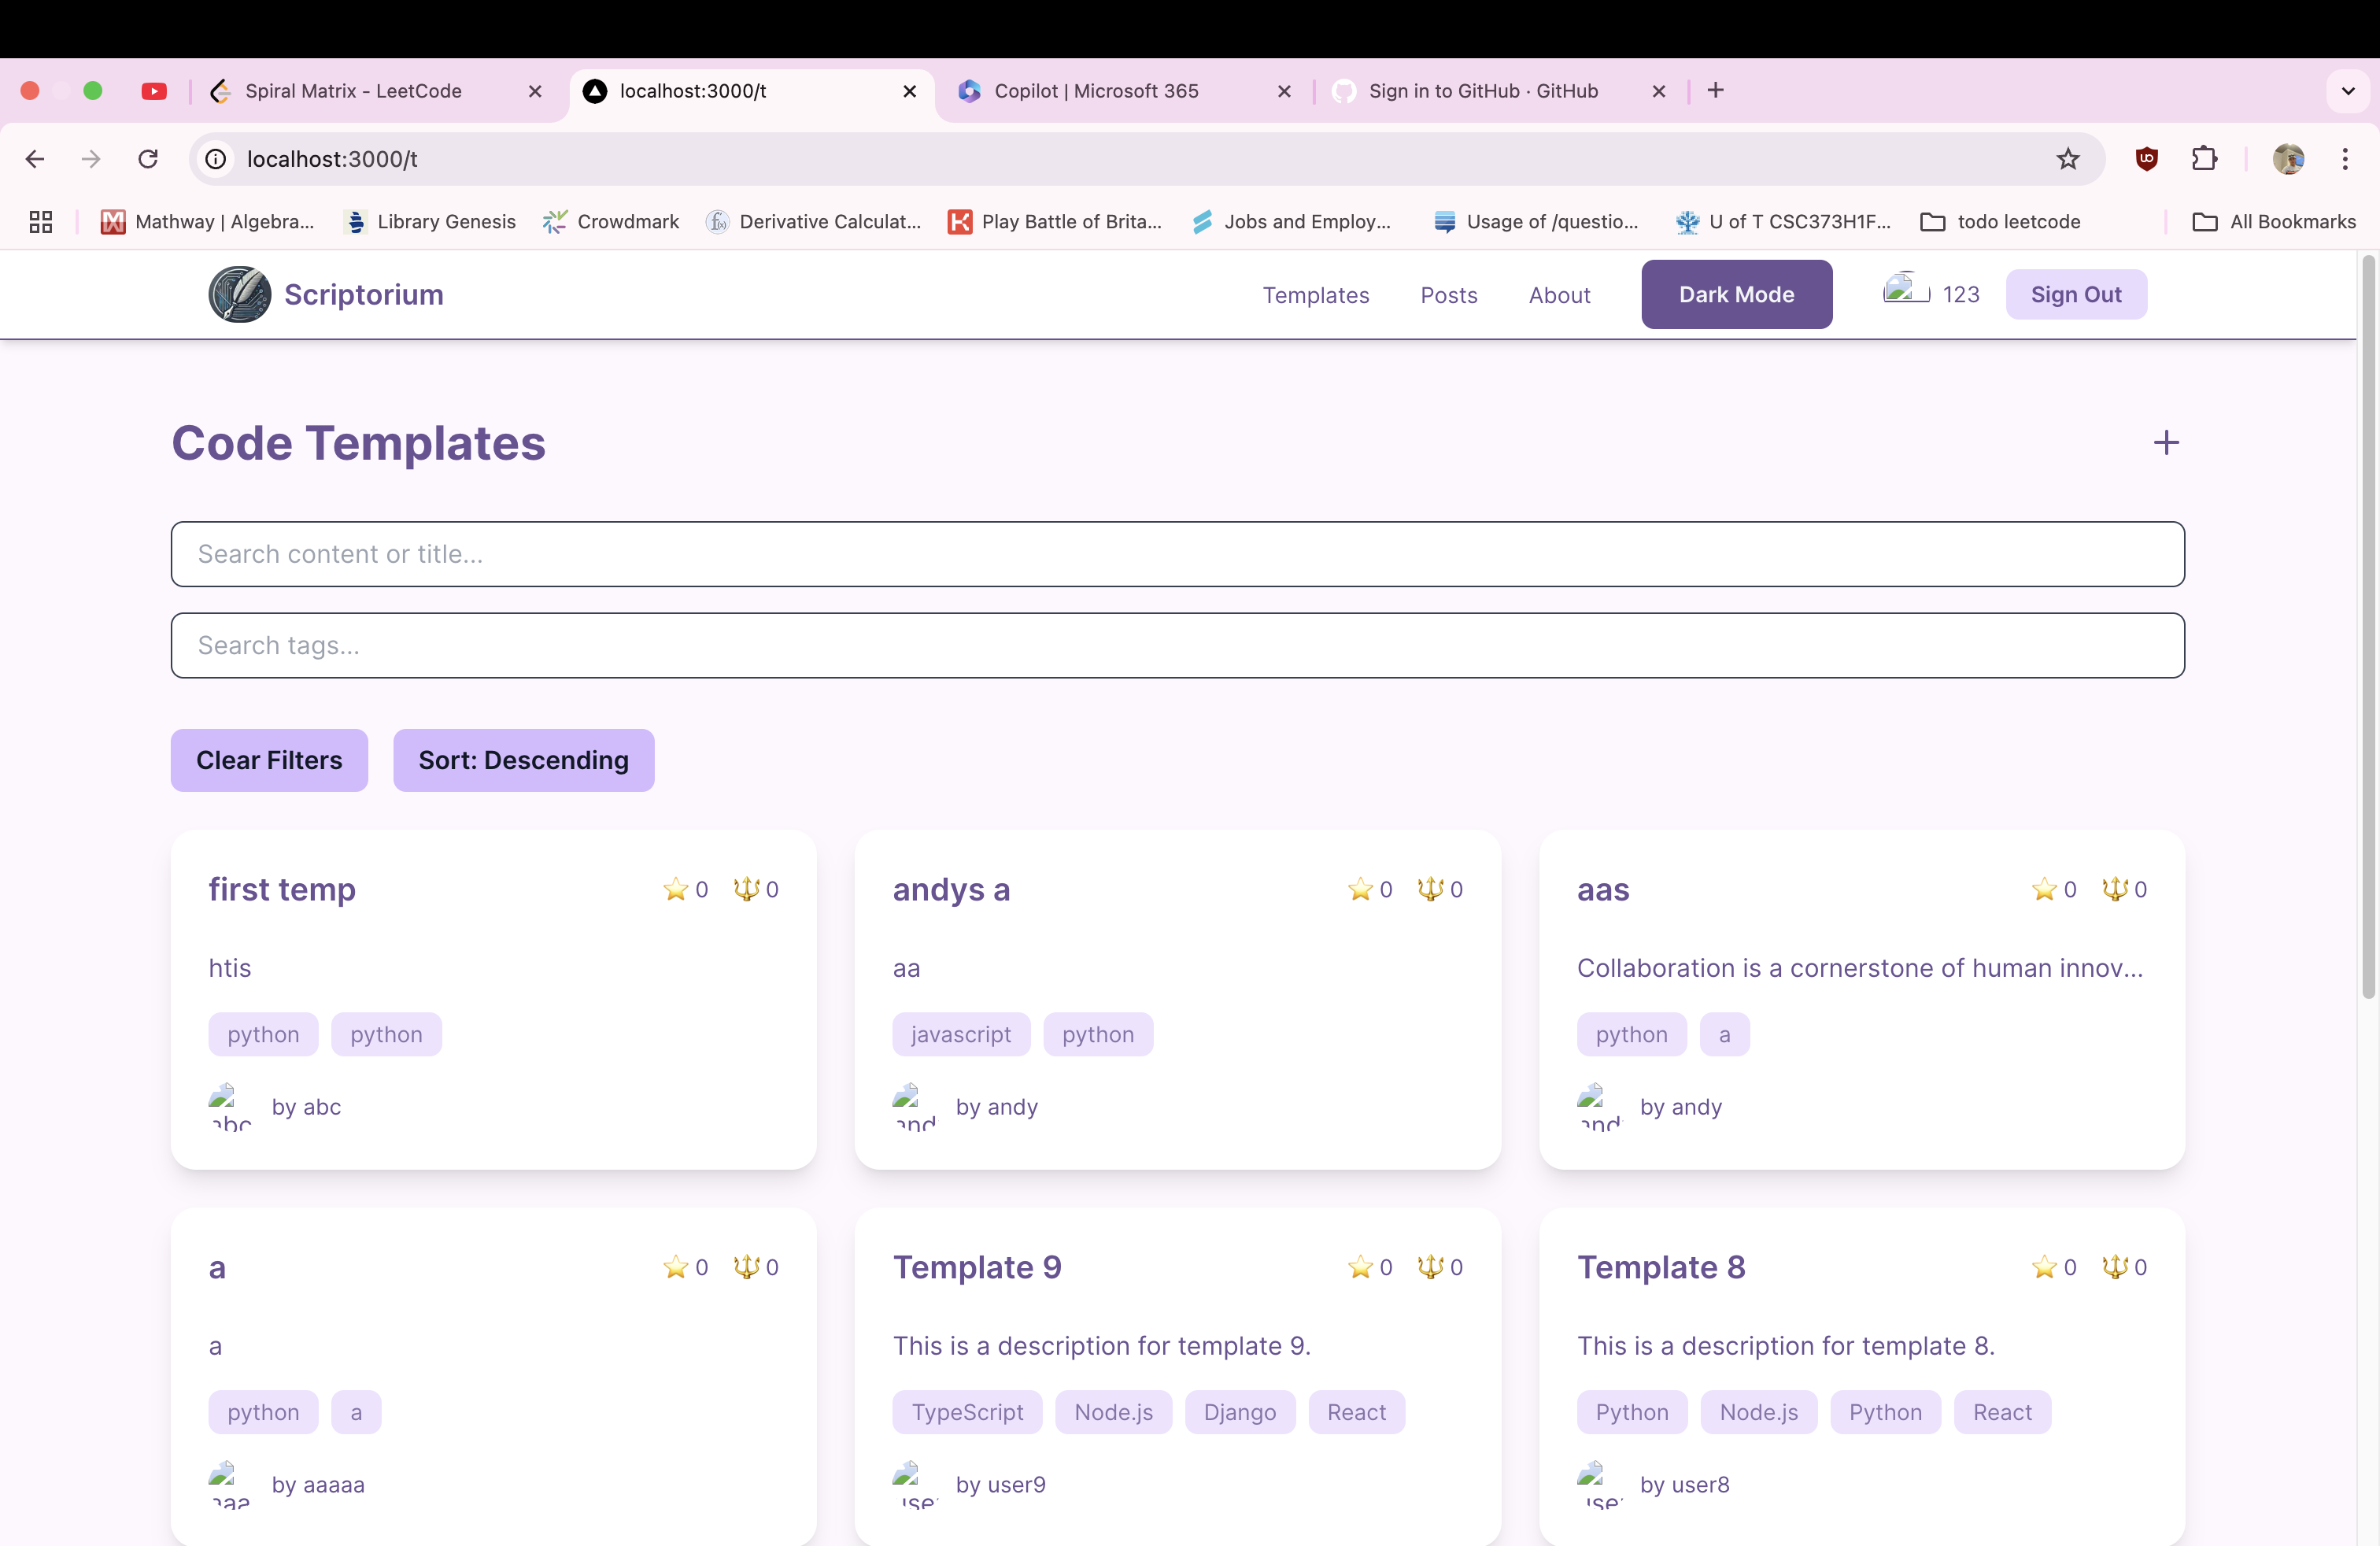 Spiral Matrix - LeetCode
localhost:3000/t
Copilot | Microsoft 365
Sign in to GitHub · GitHub
localhost:3000/t
Mathway | Algebra...
Library Genesis
Crowdmark
Derivative Calculat...
Play Battle of Brita...
Jobs and Employ...
Usage of /questio...
U of T CSC373H1F...
todo leetcode
All Bookmarks
Scriptorium
Templates
Posts
About
Dark Mode
123
Sign Out
Code Templates
Search content or title...
Search tags...
Clear Filters
Sort: Descending
first temp
0
0
htis
python
python
abc
by abc
andys a
0
0
aa
javascript
python
and
by andy
aas
0
0
Collaboration is a cornerstone of human innov...
python
a
and
by andy
a
0
0
a
python
a
aaa
by aaaaa
Template 9
0
0
This is a description for template 9.
TypeScript
Node.js
Django
React
use
by user9
Template 8
0
0
This is a description for template 8.
Python
Node.js
Python
React
use
by user8